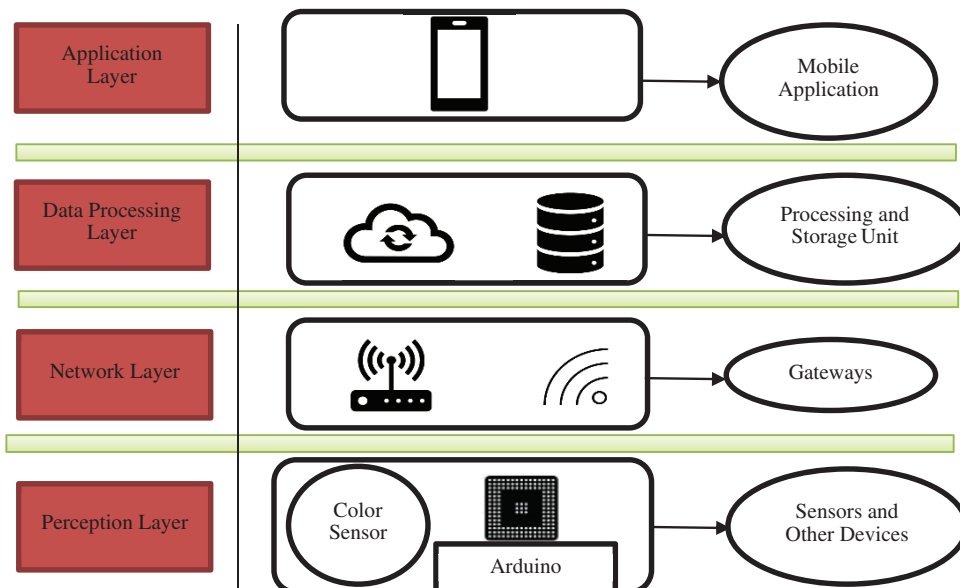 Application
Layer
Mobile
Application
Data Processing
Layer
Processing and
Storage Unit
Network Layer
Gateways
Perception Layer
Color
Sensor
Arduino
Sensors and
Other Devices